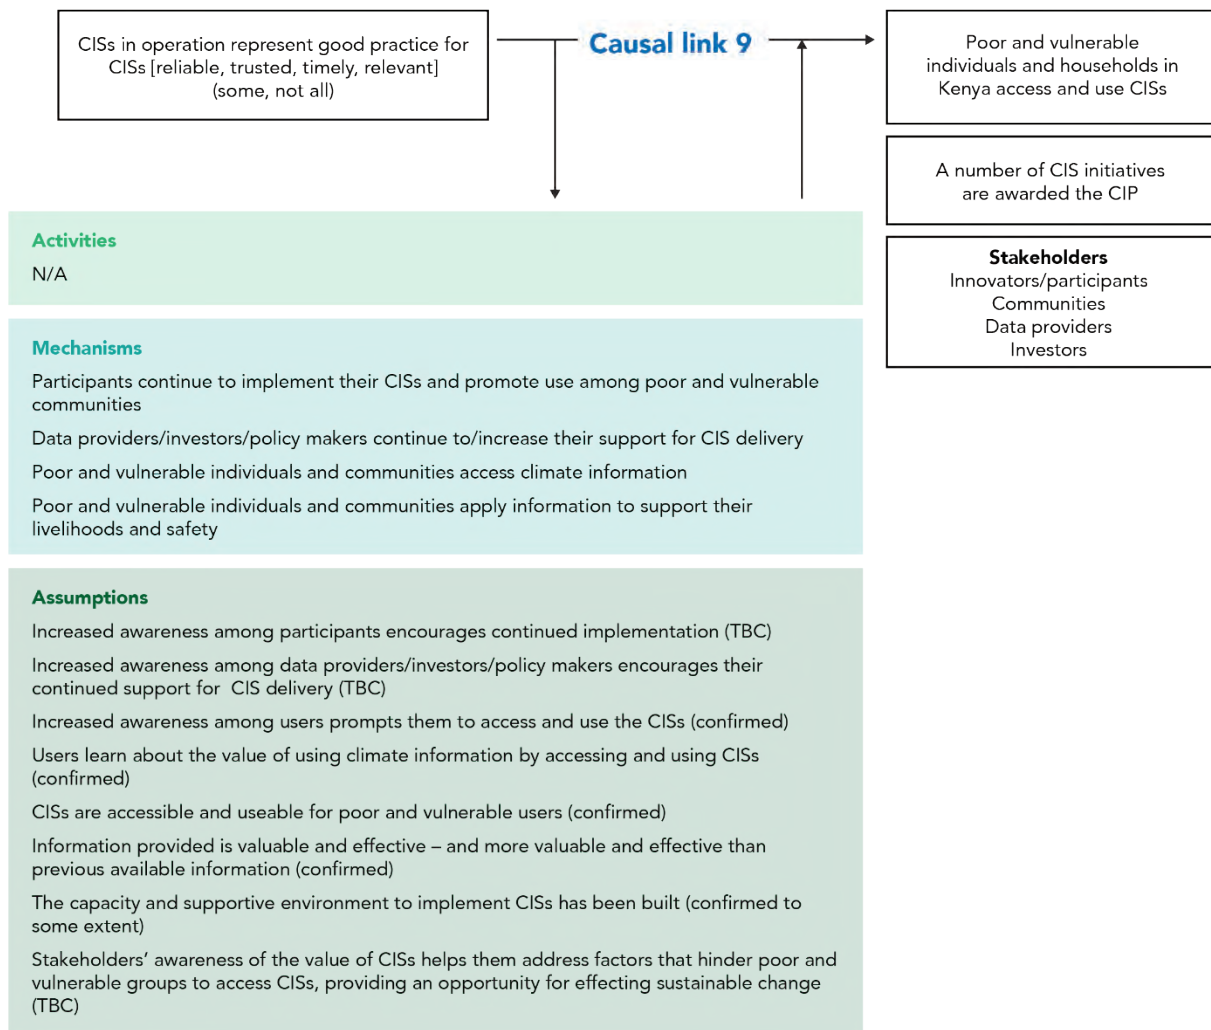 CISs in operation represent good practice for
CISs [reliable, trusted, timely, relevant]
(some, not all)
Causal link 9
Poor and vulnerable
individuals and households in
Kenya access and use CISs
A number of CIS initiatives
are awarded the CIP
Stakeholders
Innovators/participants
Communities
Data providers
Investors
Activities
N/A
Mechanisms
Participants continue to implement their CISs and promote use among poor and vulnerable
communities
Data providers/investors/policy makers continue to/increase their support for CIS delivery
Poor and vulnerable individuals and communities access climate information
Poor and vulnerable individuals and communities apply information to support their
livelihoods and safety
Assumptions
Increased awareness among participants encourages continued implementation (TBC)
Increased awareness among data providers/investors/policy makers encourages their
continued support for  CIS delivery (TBC)
Increased awareness among users prompts them to access and use the CISs (confirmed)
Users learn about the value of using climate information by accessing and using CISs
(confirmed)
CISs are accessible and useable for poor and vulnerable users (confirmed)
Information provided is valuable and effective – and more valuable and effective than
previous available information (confirmed)
The capacity and supportive environment to implement CISs has been built (confirmed to
some extent)
Stakeholders’ awareness of the value of CISs helps them address factors that hinder poor and
vulnerable groups to access CISs, providing an opportunity for effecting sustainable change
(TBC)